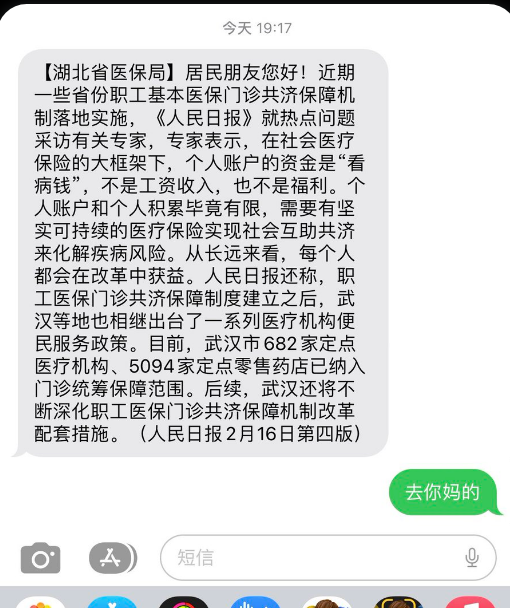 今天 19:17
【湖北省医保局】居民朋友您好！近期
一些省份职工基本医保门诊共济保障机
制落地实施，《人民日报》就热点问题
采访有关专家，专家表示，在社会医疗
保险的大框架下，个人账户的资金是“看
病钱”，不是工资收入，也不是福利。个
人账户和个人积累毕竟有限，需要有坚
实可持续的医疗保险实现社会互助共济
来化解疾病风险。从长远来看，每个人
都会在改革中获益。人民日报还称，职
工医保门诊共济保障制度建立之后，武
汉等地也相继出台了一系列医疗机构便
民服务政策。目前，武汉市682家定点
医疗机构、5094家定点零售药店已纳入
门诊统筹保障范围。后续，武汉还将不
断深化职工医保门诊共济保障机制改革
配套措施。（人民日报2月16日第四版）
去你妈的
短信